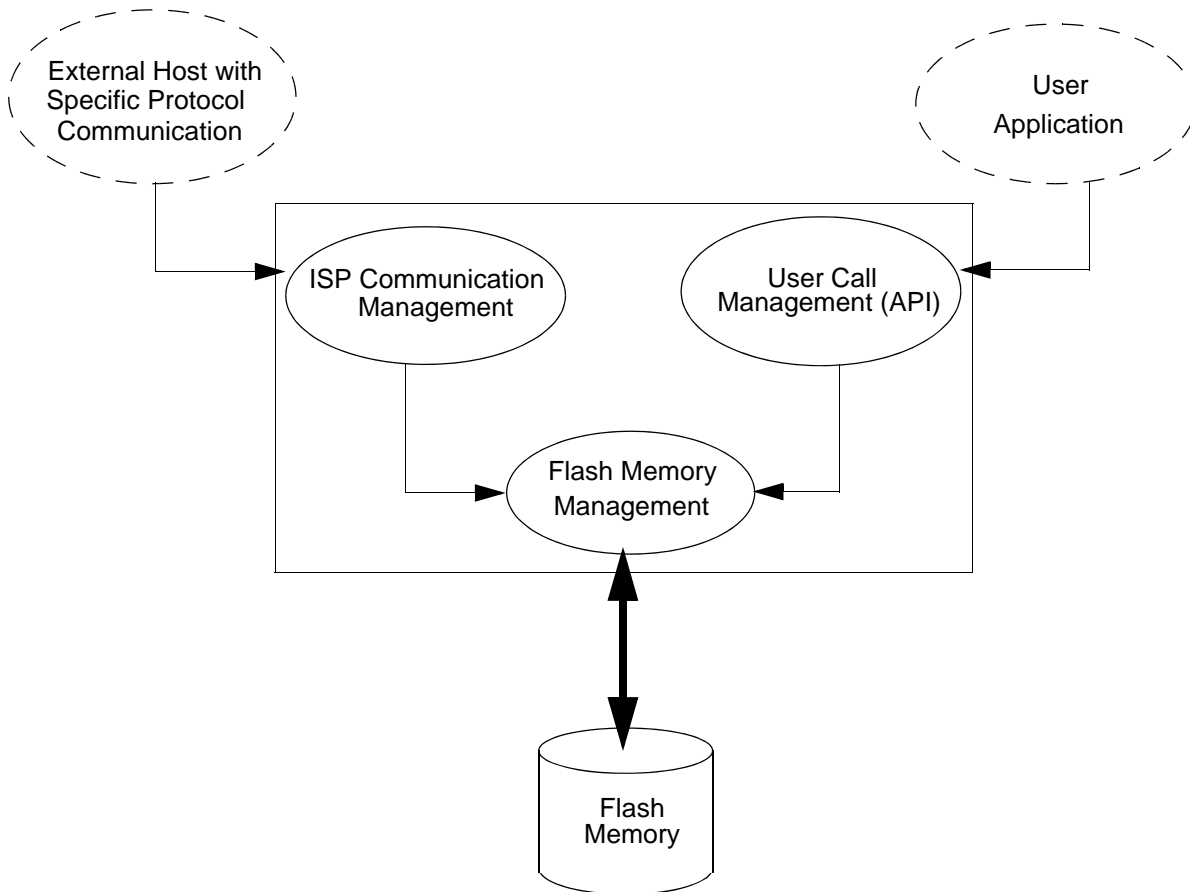 External Host with
Specific Protocol
Communication
User
Application
ISP Communication
Management
User Call
Management (API)
Flash Memory
Management
Flash
Memory